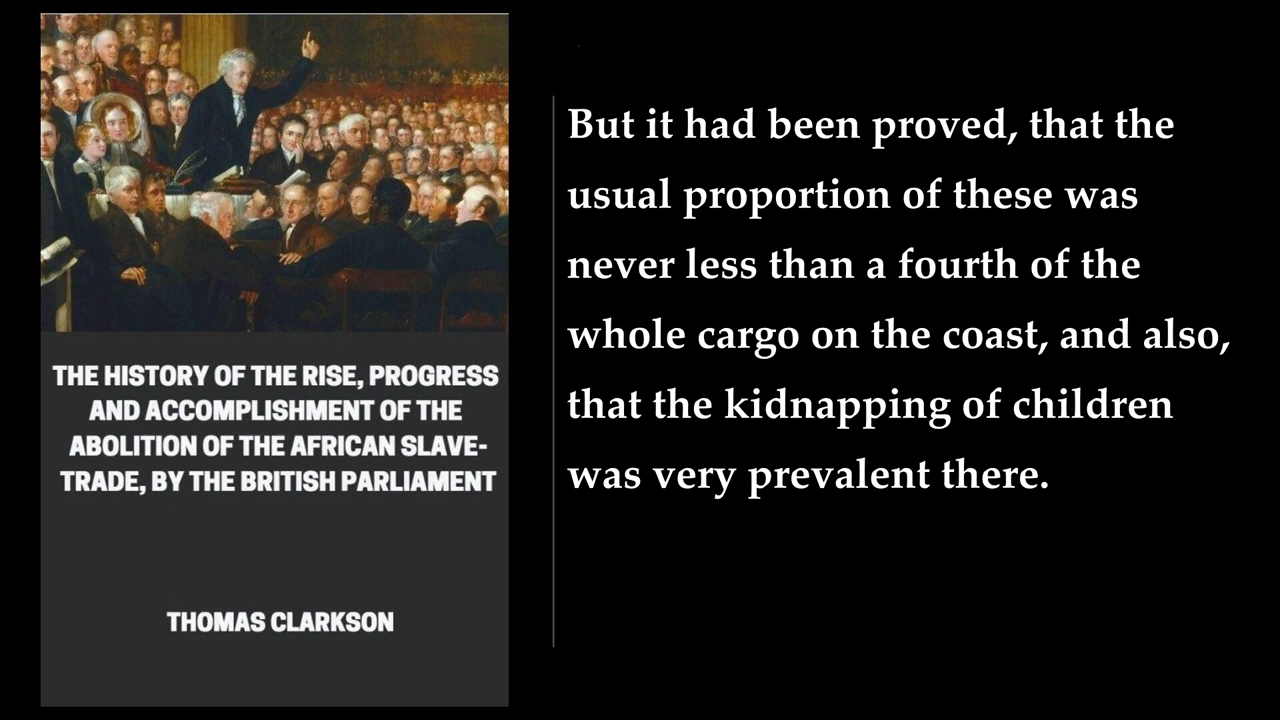 THE HISTORY OF THE RISE, PROGRESS
AND ACCOMPLISHMENT OF THE
ABOLITION OF THE AFRICAN SLAVE-
TRADE, BY THE BRITISH PARLIAMENT
THOMAS CLARKSON
But it had been proved, that the
usual proportion of these was
never less than a fourth of the
whole cargo on the coast, and also,
that the kidnapping of children
was very prevalent there.